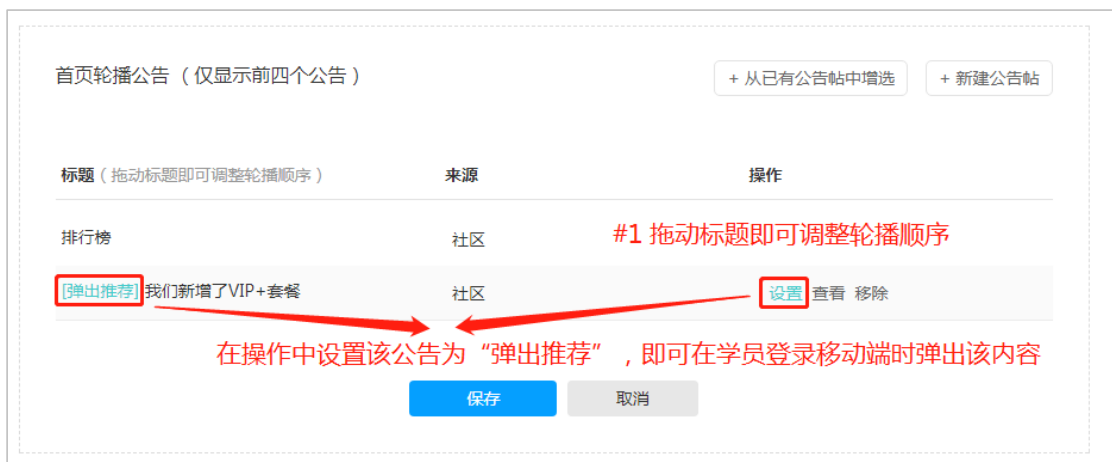 首页轮播公告 （仅显示前四个公告）
+ 从已有公告帖中增选
+ 新建公告帖
标题（拖动标题即可调整轮播顺序） 来源 操作
排行榜 社区
#1 拖动标题即可调整轮播顺序
[弹出推荐] 我们新增了VIP+套餐 社区 设置 查看 移除
在操作中设置该公告为“弹出推荐”，即可在学员登录移动端时弹出该内容
保存 取消